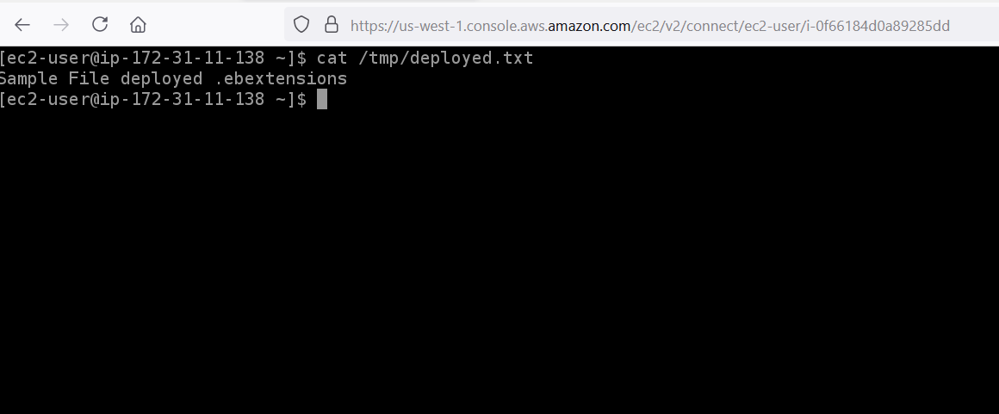 https://us-west-1.console.aws.amazon.com/ec2/v2/connect/ec2-user/i-0f66184d0a89285dd
[ec2-user@ip-172-31-11-138 ~]$ cat /tmp/deployed.txt
Sample File deployed .ebextensions
[ec2-user@ip-172-31-11-138 ~]$